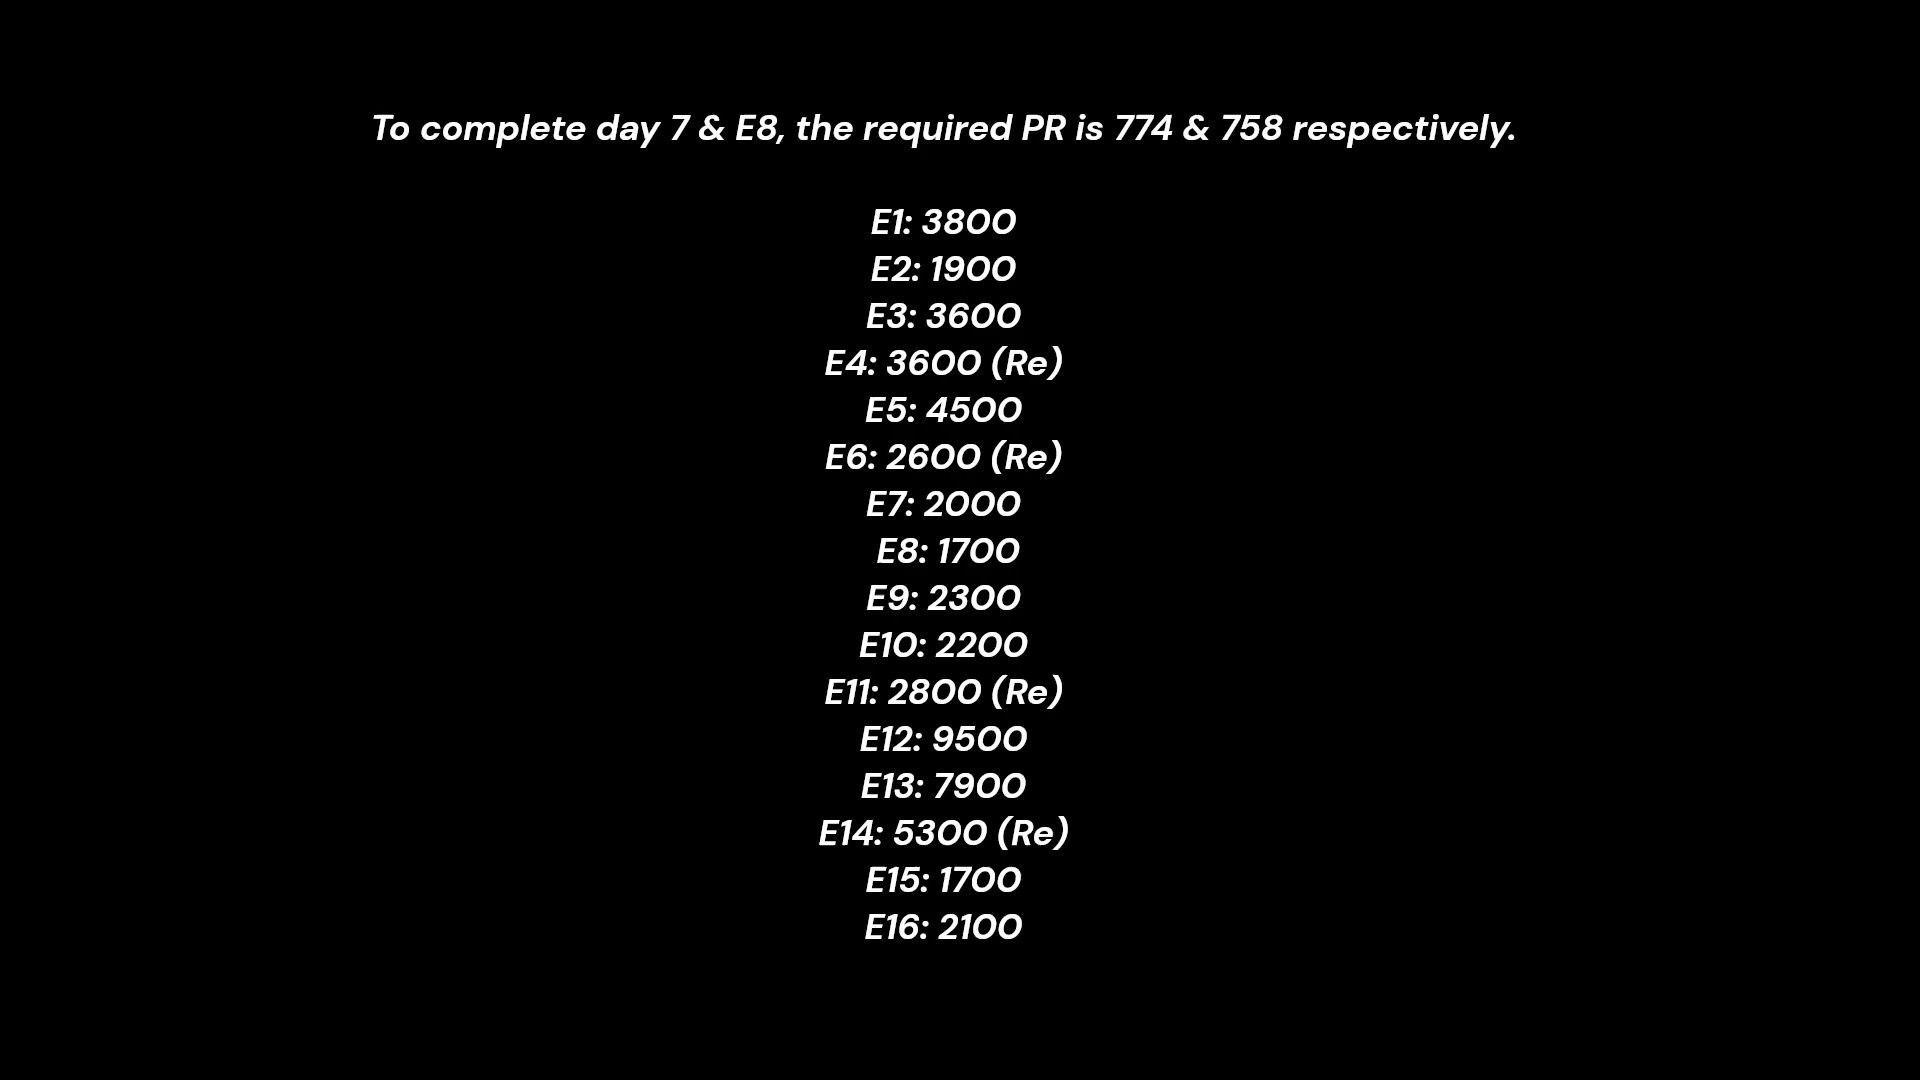 To complete day 7 & E8, the required PR is 774 & 758 respectively.
E1: 3800
E2: 1900
E3: 3600
E4: 3600 (Re)
E5: 4500
E6: 2600 (Re)
E7: 2000
E8: 1700
E9: 2300
E10: 2200
E11: 2800 (Re)
E12: 9500
E13: 7900
E14: 5300 (Re)
E15: 1700
E16: 2100